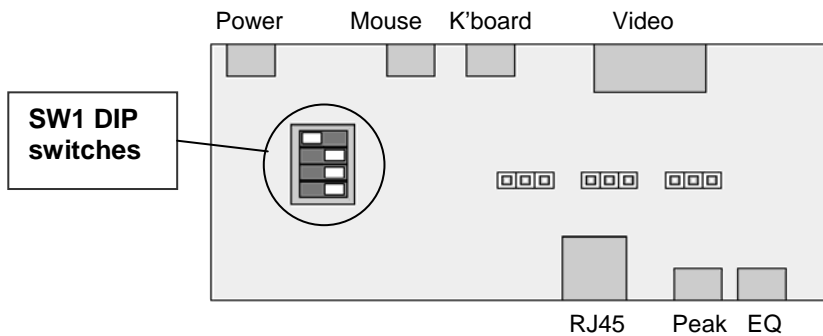 Power Mouse K’board Video
SW1 DIP
switches
RJ45 Peak EQ